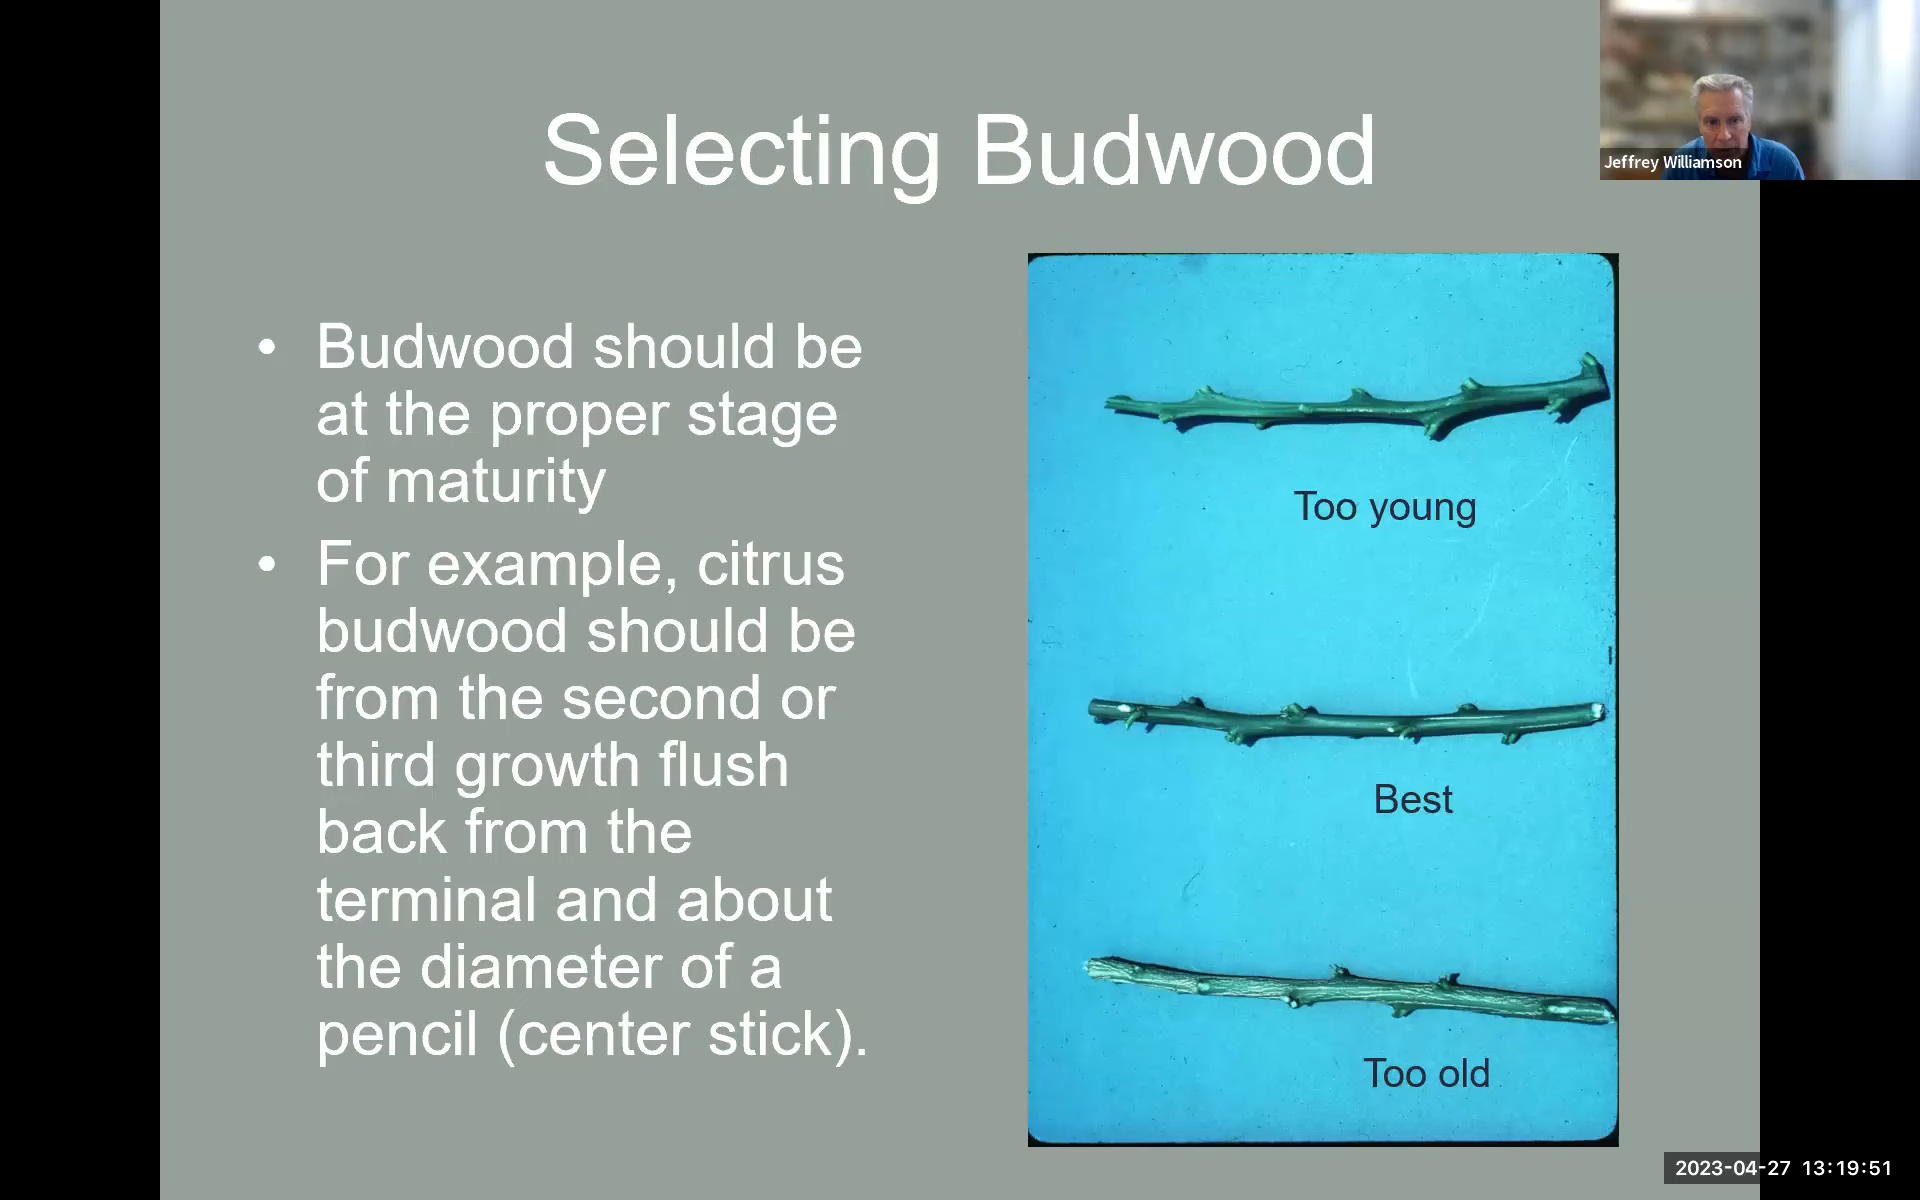 Selecting Budwood
Jeffrey Williamson
• Budwood should be
at the proper stage
of maturity
• For example, citrus
budwood should be
from the second or
third growth flush
back from the
terminal and about
the diameter of a
pencil (center stick).
Too young
Best
Too old
2023-04-27 13:19:51